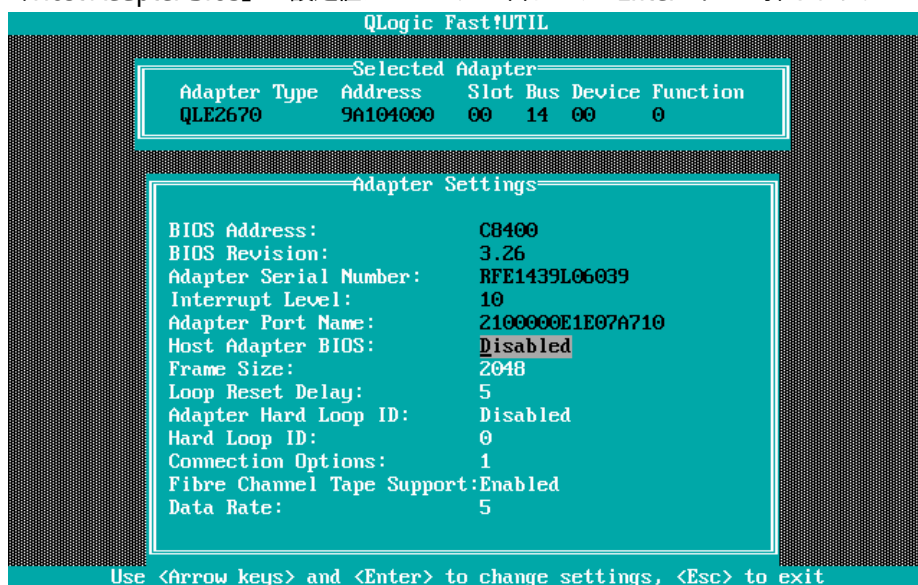 QLogic Fast!UTIL
Selected Adapter
Adapter Type Address Slot Bus Device Function
QLE2670 9A104000 00 14 00 0
Adapter Settings
BIOS Address: C8400
BIOS Revision: 3.26
Adapter Serial Number: RFE1439L06039
Interrupt Level: 10
Adapter Port Name: 2100000E1E07A710
Host Adapter BIOS: Disabled
Frame Size: 2048
Loop Reset Delay: 5
Adapter Hard Loop ID: Disabled
Hard Loop ID: 0
Connection Options: 1
Fibre Channel Tape Support:Enabled
Data Rate: 5
Use <Arrow keys> and <Enter> to change settings, <Esc> to exit